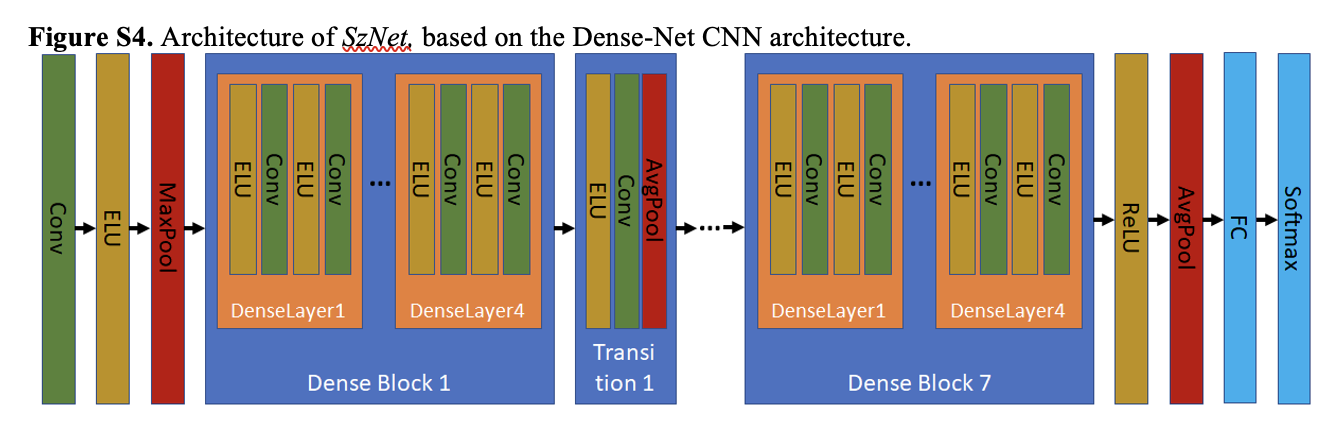 Figure S4. Architecture of SzNet, based on the Dense-Net CNN architecture.
Conv
ELU
MaxPool
ELU
Conv
ELU
Conv
DenseLayer1
...
ELU
Conv
ELU
Conv
DenseLayer4
Dense Block 1
ELU
Conv
AvgPool
Transi
tion 1
...
ELU
Conv
ELU
Conv
DenseLayer1
...
ELU
Conv
ELU
Conv
DenseLayer4
Dense Block 7
ReLU
AvgPool
FC
Softmax